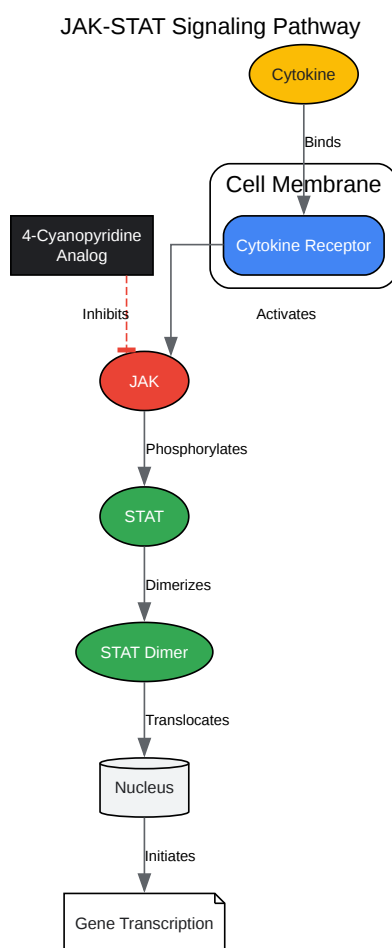 JAK-STAT Signaling Pathway
Cytokine
Binds
Cell Membrane
Cytokine Receptor
4-Cyanopyridine
Analog
Inhibits
Activates
JAK
Phosphorylates
STAT
Dimerizes
STAT Dimer
Translocates
Nucleus
Initiates
Gene Transcription